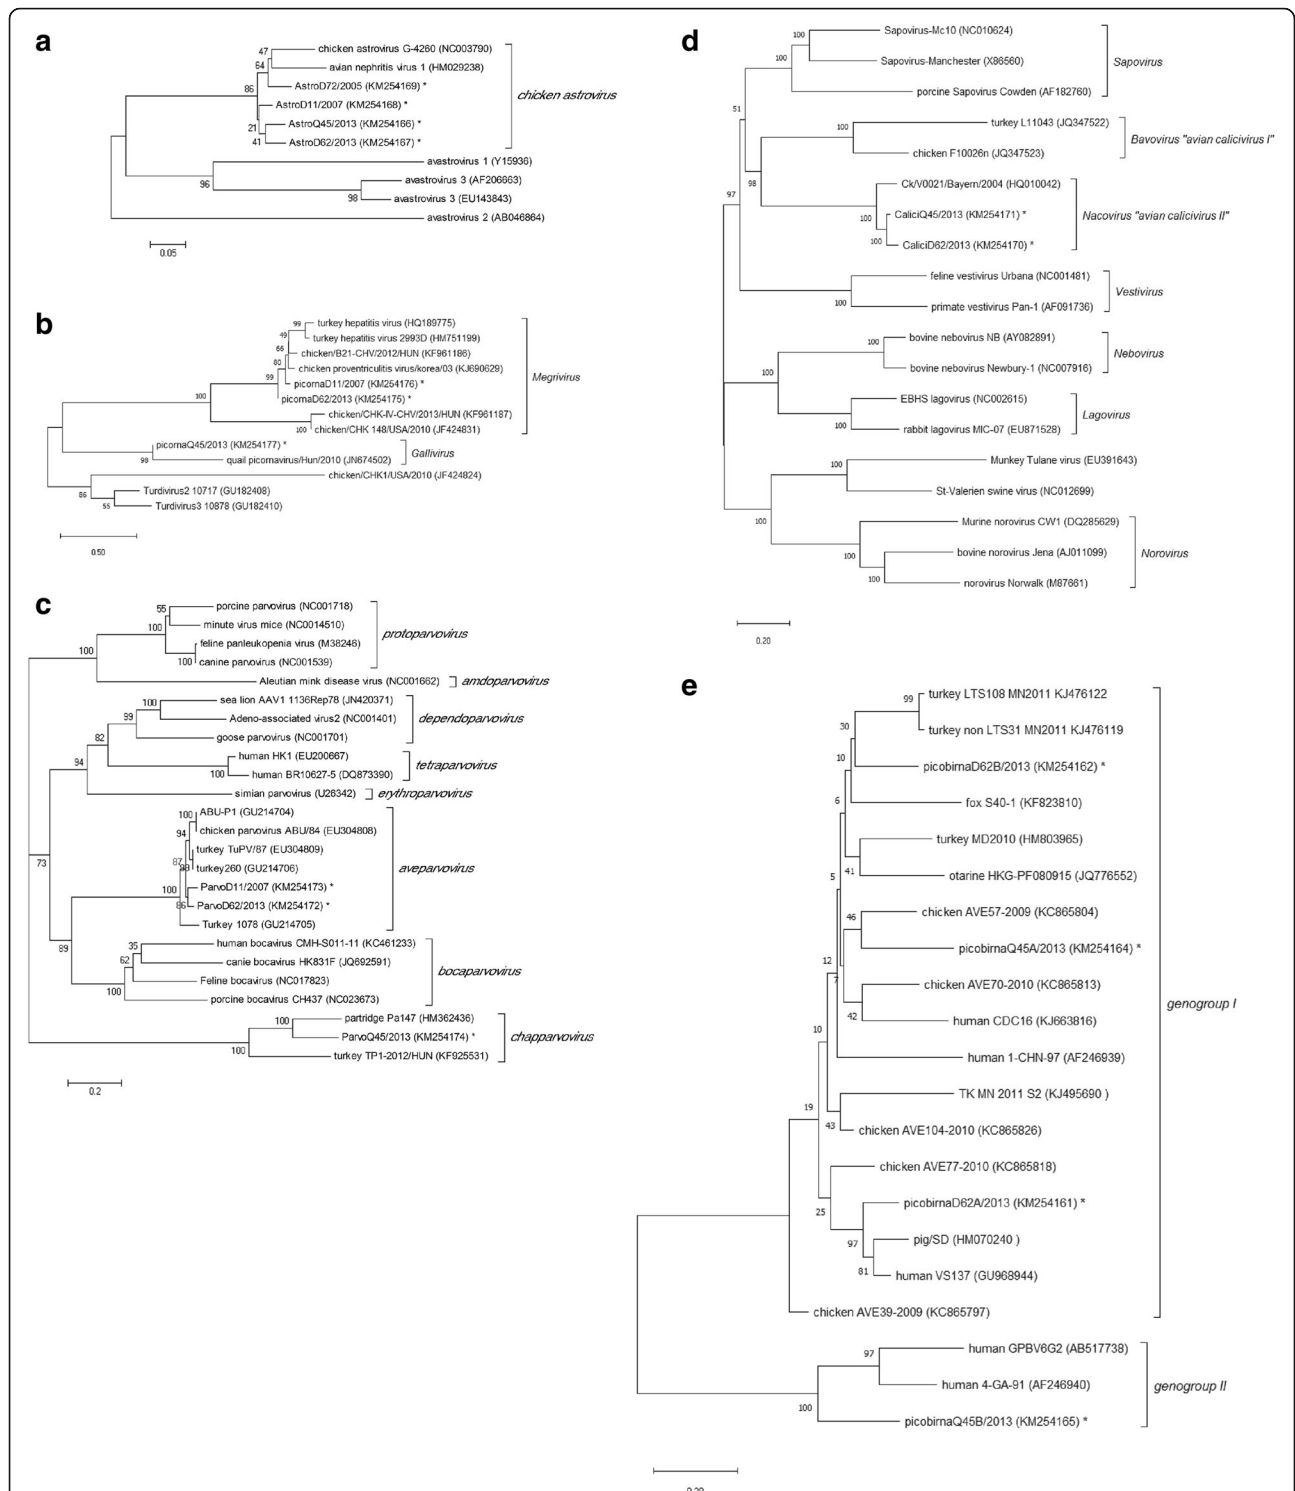 a
47
chicken astrovirus G-4260 (NC003790)
64
avian nephritis virus 1 (HM029238)
86
AstroD72/2005 (KM254169) *
chicken astrovirus
AstroD11/2007 (KM254168) *
AstroQ45/2013 (KM254166) *
21
41
AstroD62/2013 (KM254167) *
avastrovirus 1 (Y15936)
96
avastrovirus 3 (AF206663)
98
avastrovirus 3 (EU143843)
avastrovirus 2 (AB046864)
0.05
b
99
turkey hepatitis virus (HQ189775)
49
turkey hepatitis virus 2993D (HM751199)
66
chicken/B21-CHV/2012/HUN (KF961186)
80
chicken proventriculitis virus/korea/03 (KJ690629)
99
picornaD11/2007 (KM254176) *
Megrivirus
100
picornaD62/2013 (KM254175) *
chicken/CHK-IV-CHV/2013/HUN (KF961187)
100
chicken/CHK 148/USA/2010 (JF424831)
picornaQ45/2013 (KM254177) *
Gallivirus
98
quail picornavirus/Hun/2010 (JN674502)
chicken/CHK1/USA/2010 (JF424824)
86
Turdivirus2 10717 (GU182408)
55
Turdivirus3 10878 (GU182410)
0.50
c
55
porcine parvovirus (NC001718)
100
minute virus mice (NC0014510)
protoparvovirus
feline panleukopenia virus (M38246)
100
100
canine parvovirus (NC001539)
Aleutian mink disease virus (NC001662)
amdoparvovirus
100
sea lion AAV1 1136Rep78 (JN420371)
99
Adeno-associated virus2 (NC001401)
dependoparvovirus
82
goose parvovirus (NC001701)
94
human HK1 (EU200667)
tetraparvovirus
100
human BR10627-5 (DQ873390)
simian parvovirus (U26342)
erythroparvovirus
100
ABU-P1 (GU214704)
94
chicken parvovirus ABU/84 (EU304808)
turkey TuPV/87 (EU304809)
73
87
turkey260 (GU214706)
aveparvovirus
100
ParvoD11/2007 (KM254173) *
86
ParvoD62/2013 (KM254172) *
Turkey 1078 (GU214705)
89
35
human bocavirus CMH-S011-11 (KC461233)
62
canie bocavirus HK831F (JQ692591)
bocaparvovirus
Feline bocavirus (NC017823)
100
porcine bocavirus CH437 (NC023673)
100
partridge Pa147 (HM362436)
ParvoQ45/2013 (KM254174) *
chapparvovirus
100
turkey TP1-2012/HUN (KF925531)
0.2
d
Sapovirus-Mc10 (NC010624)
100
100
Sapovirus-Manchester (X86560)
Sapovirus
porcine Sapovirus Cowden (AF182760)
51
turkey L11043 (JQ347522)
100
Bavovirus "avian calicivirus I"
chicken F10026n (JQ347523)
98
97
Ck/V0021/Bayern/2004 (HQ010042)
100
CaliciQ45/2013 (KM254171) *
Nacovirus "avian calicivirus II"
100
CaliciD62/2013 (KM254170) *
feline vestivirus Urbana (NC001481)
Vestivirus
100
primate vestivirus Pan-1 (AF091736)
bovine nebovirus NB (AY082891)
100
Nebovirus
bovine nebovirus Newbury-1 (NC007916)
100
EBHS lagovirus (NC002615)
Lagovirus
100
rabbit lagovirus MIC-07 (EU871528)
Munkey Tulane virus (EU391643)
100
St-Valerien swine virus (NC012699)
100
Murine norovirus CW1 (DQ285629)
100
bovine norovirus Jena (AJ011099)
Norovirus
100
norovirus Norwalk (M87661)
0.20
e
99
turkey LTS108 MN2011 KJ476122
30
turkey non LTS31 MN2011 KJ476119
10
picobirnaD62B/2013 (KM254162) *
6
fox S40-1 (KF823810)
turkey MD2010 (HM803965)
5
41
otarine HKG-PF080915 (JQ776552)
46
chicken AVE57-2009 (KC865804)
picobirnaQ45A/2013 (KM254164) *
12
7
chicken AVE70-2010 (KC865813)
genogroup I
42
human CDC16 (KJ663816)
10
human 1-CHN-97 (AF246939)
TK MN 2011 S2 (KJ495690 )
19
43
chicken AVE104-2010 (KC865826)
chicken AVE77-2010 (KC865818)
picobirnaD62A/2013 (KM254161) *
25
97
pig/SD (HM070240 )
81
human VS137 (GU968944)
chicken AVE39-2009 (KC865797)
97
human GPBV6G2 (AB517738)
human 4-GA-91 (AF246940)
genogroup II
100
picobirnaQ45B/2013 (KM254165) *